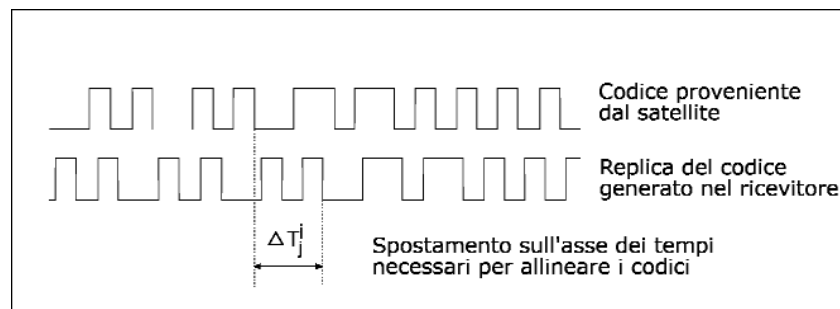 Codice proveniente
dal satellite
Replica del codice
generato nel ricevitore
Δ Tʲᵢ
Spostamento sull'asse dei tempi
necessari per allineare i codici